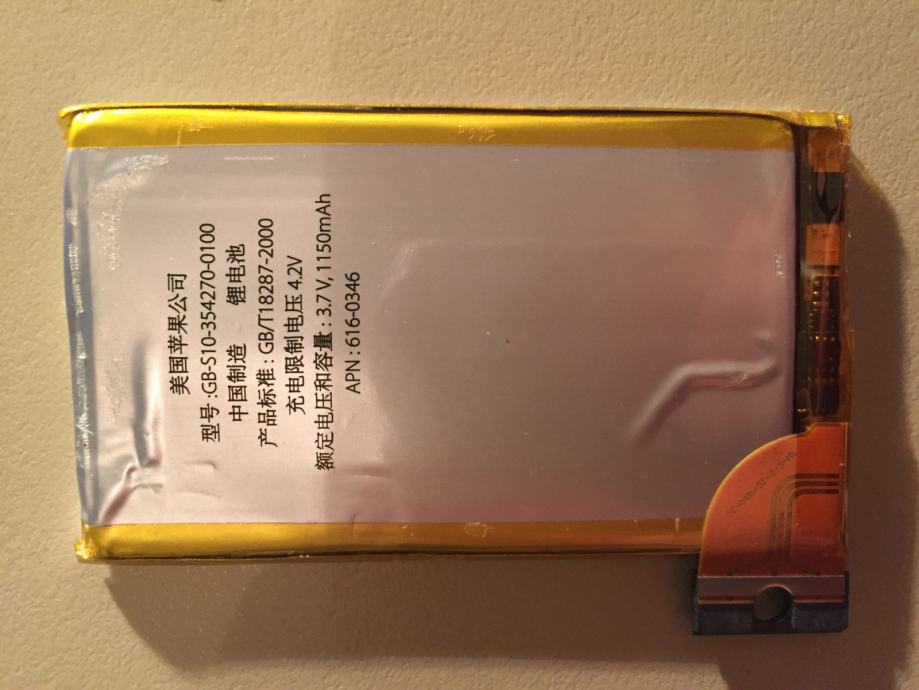 美国苹果公司
型号:GB-S10-354270-0100
中国制造 锂电池
产品标准:GB/T18287-2000
充电限制电压 4.2V
额定电压和容量:3.7 V, 1150mAh
APN : 616-0346